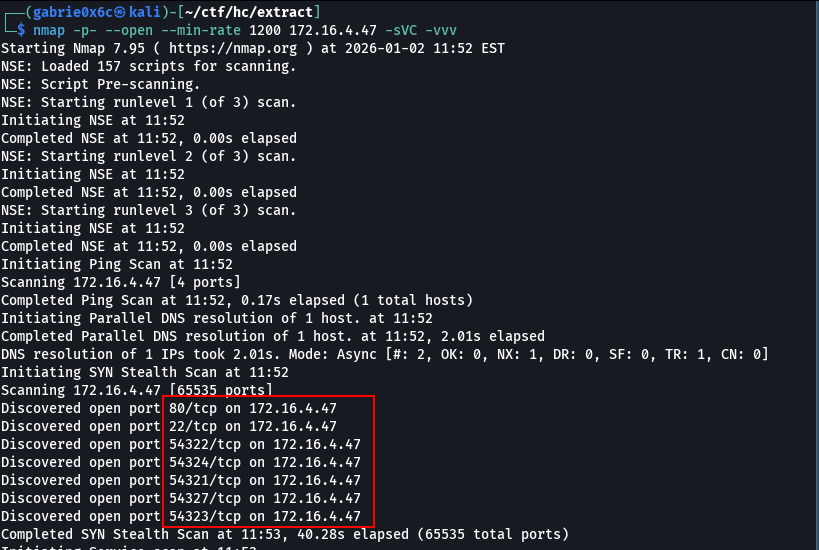 ┌──(gabrie0x6c㉿kali)-[~/ctf/hc/extract]
└─$ nmap -p- --open --min-rate 1200 172.16.4.47 -sVC -vvv
Starting Nmap 7.95 ( https://nmap.org ) at 2026-01-02 11:52 EST
NSE: Loaded 157 scripts for scanning.
NSE: Script Pre-scanning.
NSE: Starting runlevel 1 (of 3) scan.
Initiating NSE at 11:52
Completed NSE at 11:52, 0.00s elapsed
NSE: Starting runlevel 2 (of 3) scan.
Initiating NSE at 11:52
Completed NSE at 11:52, 0.00s elapsed
NSE: Starting runlevel 3 (of 3) scan.
Initiating NSE at 11:52
Completed NSE at 11:52, 0.00s elapsed
Initiating Ping Scan at 11:52
Scanning 172.16.4.47 [4 ports]
Completed Ping Scan at 11:52, 0.17s elapsed (1 total hosts)
Initiating Parallel DNS resolution of 1 host. at 11:52
Completed Parallel DNS resolution of 1 host. at 11:52, 2.01s elapsed
DNS resolution of 1 IPs took 2.01s. Mode: Async [#: 2, OK: 0, NX: 1, DR: 0, SF: 0, TR: 1, CN: 0]
Initiating SYN Stealth Scan at 11:52
Scanning 172.16.4.47 [65535 ports]
Discovered open port 80/tcp on 172.16.4.47
Discovered open port 22/tcp on 172.16.4.47
Discovered open port 54322/tcp on 172.16.4.47
Discovered open port 54324/tcp on 172.16.4.47
Discovered open port 54321/tcp on 172.16.4.47
Discovered open port 54327/tcp on 172.16.4.47
Discovered open port 54323/tcp on 172.16.4.47
Completed SYN Stealth Scan at 11:53, 40.28s elapsed (65535 total ports)
Initiating Service scan at 11:53